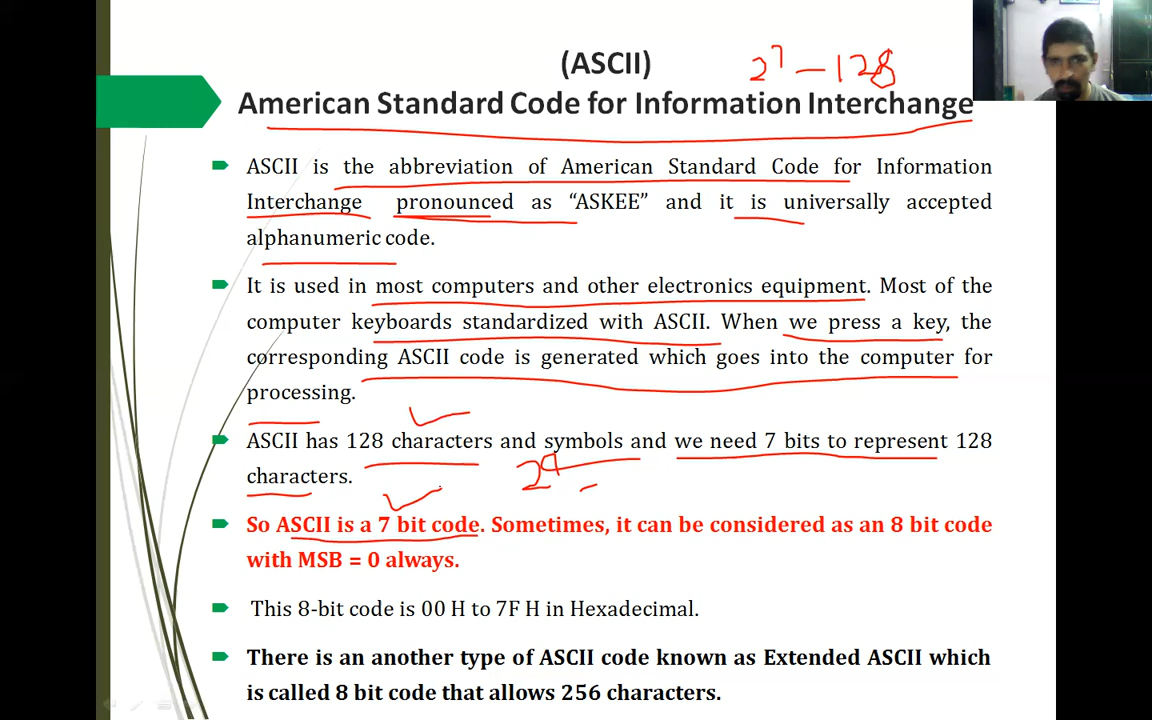 (ASCII)
2⁷ – 128
American Standard Code for Information Interchange
ASCII is the abbreviation of American Standard Code for Information
Interchange pronounced as “ASKEE” and it is universally accepted
alphanumeric code.
It is used in most computers and other electronics equipment. Most of the
computer keyboards standardized with ASCII. When we press a key, the
corresponding ASCII code is generated which goes into the computer for
processing.
ASCII has 128 characters and symbols and we need 7 bits to represent 128
characters.
So ASCII is a 7 bit code. Sometimes, it can be considered as an 8 bit code
with MSB = 0 always.
This 8-bit code is 00 H to 7F H in Hexadecimal.
There is an another type of ASCII code known as Extended ASCII which
is called 8 bit code that allows 256 characters.